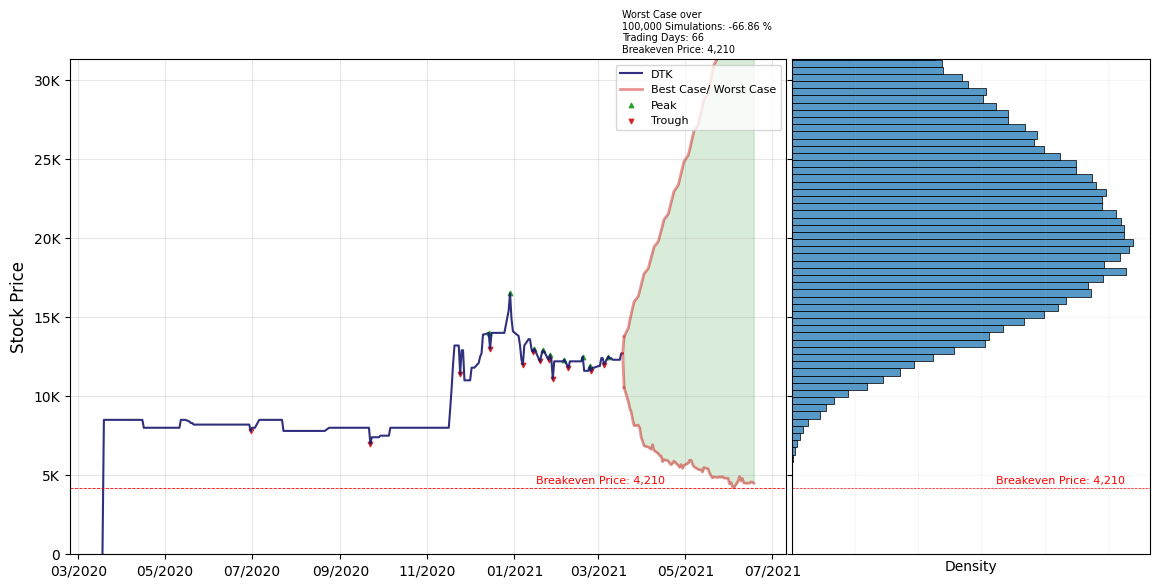 Worst Case over
100,000 Simulations: -66.86 %
Trading Days: 66
Breakeven Price: 4,210
DTK
Best Case/ Worst Case
Peak
Trough
30K
25K
20K
15K
10K
5K
0
Stock Price
Breakeven Price: 4,210
Breakeven Price: 4,210
03/2020 05/2020 07/2020 09/2020 11/2020 01/2021 03/2021 05/2021 07/2021
Density